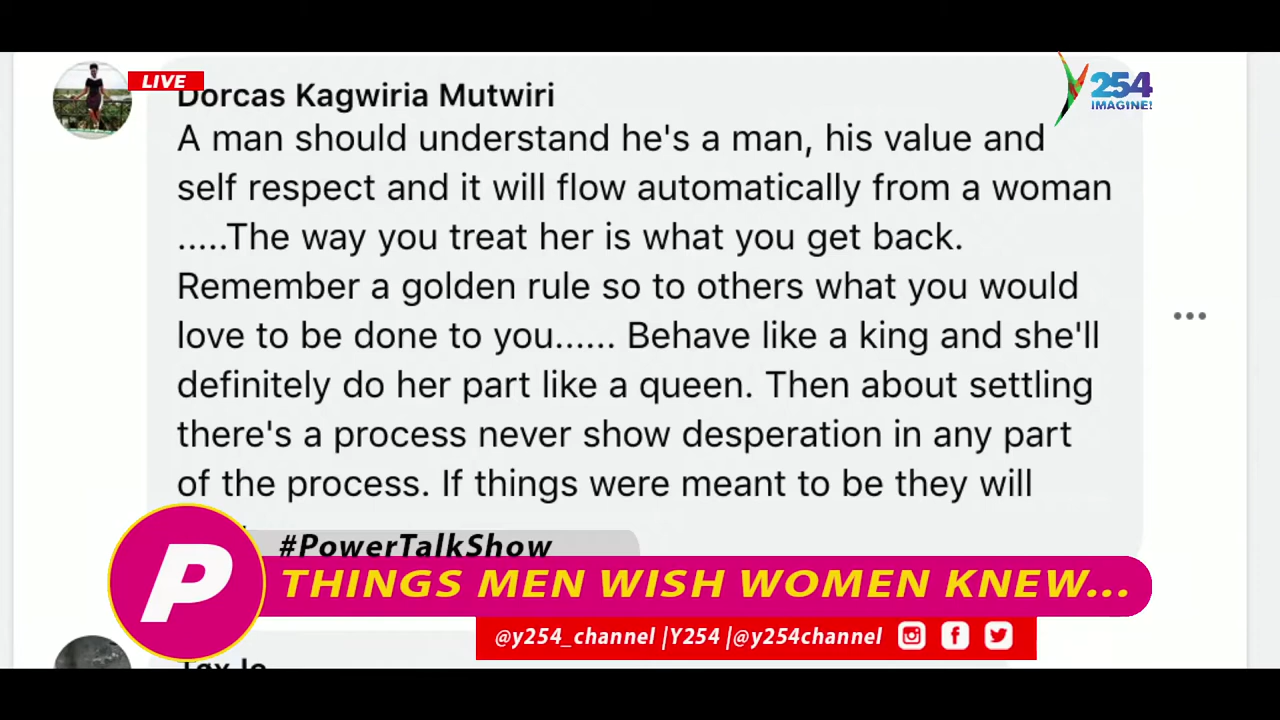 LIVE
254
IMAGINE!
Dorcas Kagwiria Mutwiri
A man should understand he's a man, his value and
self respect and it will flow automatically from a woman
.....The way you treat her is what you get back.
Remember a golden rule so to others what you would
love to be done to you...... Behave like a king and she'll
definitely do her part like a queen. Then about settling
there's a process never show desperation in any part
of the process. If things were meant to be they will
#PowerTalkShow
P
THINGS MEN WISH WOMEN KNEW...
@y254_channel |Y254 |@y254channel